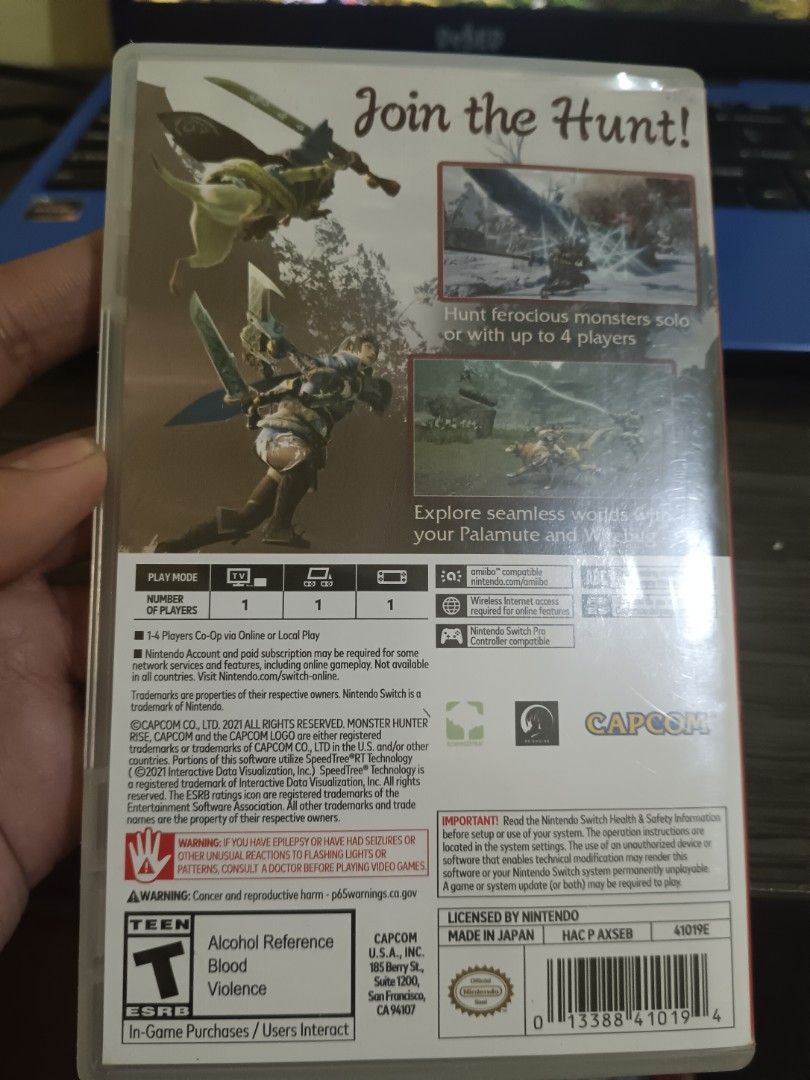 Join the Hunt!
Hunt ferocious monsters solo
or with up to 4 players
Explore seamless worlds with
your Palamute and
PLAY MODE
TV
NUMBER
OF PLAYERS
1
1
1
amiibo™ compatible
nintendo.com/amiibo
Wireless Internet access
required for online features
Nintendo Switch Pro
Controller compatible
■ 1-4 Players Co-Op via Online or Local Play
■ Nintendo Account and paid subscription may be required for some
network services and features, including online gameplay. Not available
in all countries. Visit Nintendo.com/switch-online.
Trademarks are properties of their respective owners. Nintendo Switch is a
trademark of Nintendo.
©CAPCOM CO., LTD. 2021 ALL RIGHTS RESERVED. MONSTER HUNTER
RISE, CAPCOM and the CAPCOM LOGO are either registered
trademarks or trademarks of CAPCOM CO., LTD in the U.S. and/or other
countries. Portions of this software utilize SpeedTree®RT Technology
(©2021 Interactive Data Visualization, Inc.) SpeedTree® Technology is
a registered trademark of Interactive Data Visualization, Inc. All rights
reserved. The ESRB ratings icon are registered trademarks of the
Entertainment Software Association. All other trademarks and trade
names are the property of their respective owners.
speedtree
RE ENGINE
CAPCOM
WARNING: IF YOU HAVE EPILEPSY OR HAVE HAD SEIZURES OR
OTHER UNUSUAL REACTIONS TO FLASHING LIGHTS OR
PATTERNS, CONSULT A DOCTOR BEFORE PLAYING VIDEO GAMES.
WARNING: Cancer and reproductive harm - p65warnings.ca.gov
IMPORTANT! Read the Nintendo Switch Health & Safety Information
before setup or use of your system. The operation instructions are
located in the system settings. The use of an unauthorized device or
software that enables technical modification may render this
software or your Nintendo Switch system permanently unplayable.
A game or system update (or both) may be required to play.
TEEN
T
ESRB
Alcohol Reference
Blood
Violence
In-Game Purchases / Users Interact
CAPCOM
U.S.A., INC.
185 Berry St.,
Suite 1200,
San Francisco,
CA 94107
LICENSED BY NINTENDO
MADE IN JAPAN
HAC P AXSEB
41019E
Official
Nintendo
Seal
0 13388 41019 4